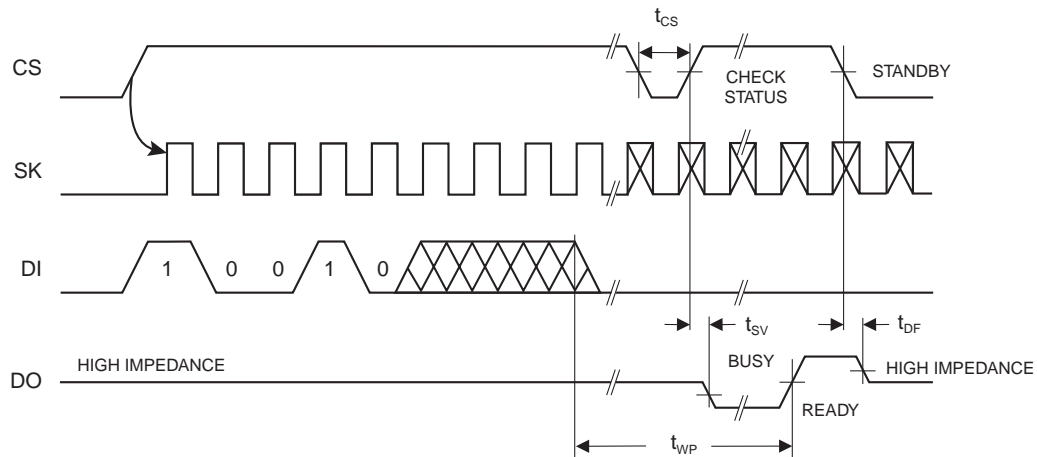 tCS
CS
CHECK
STATUS
STANDBY
SK
DI
1 0 0 1 0
tSV
tDF
HIGH IMPEDANCE
BUSY
HIGH IMPEDANCE
DO
READY
tWP